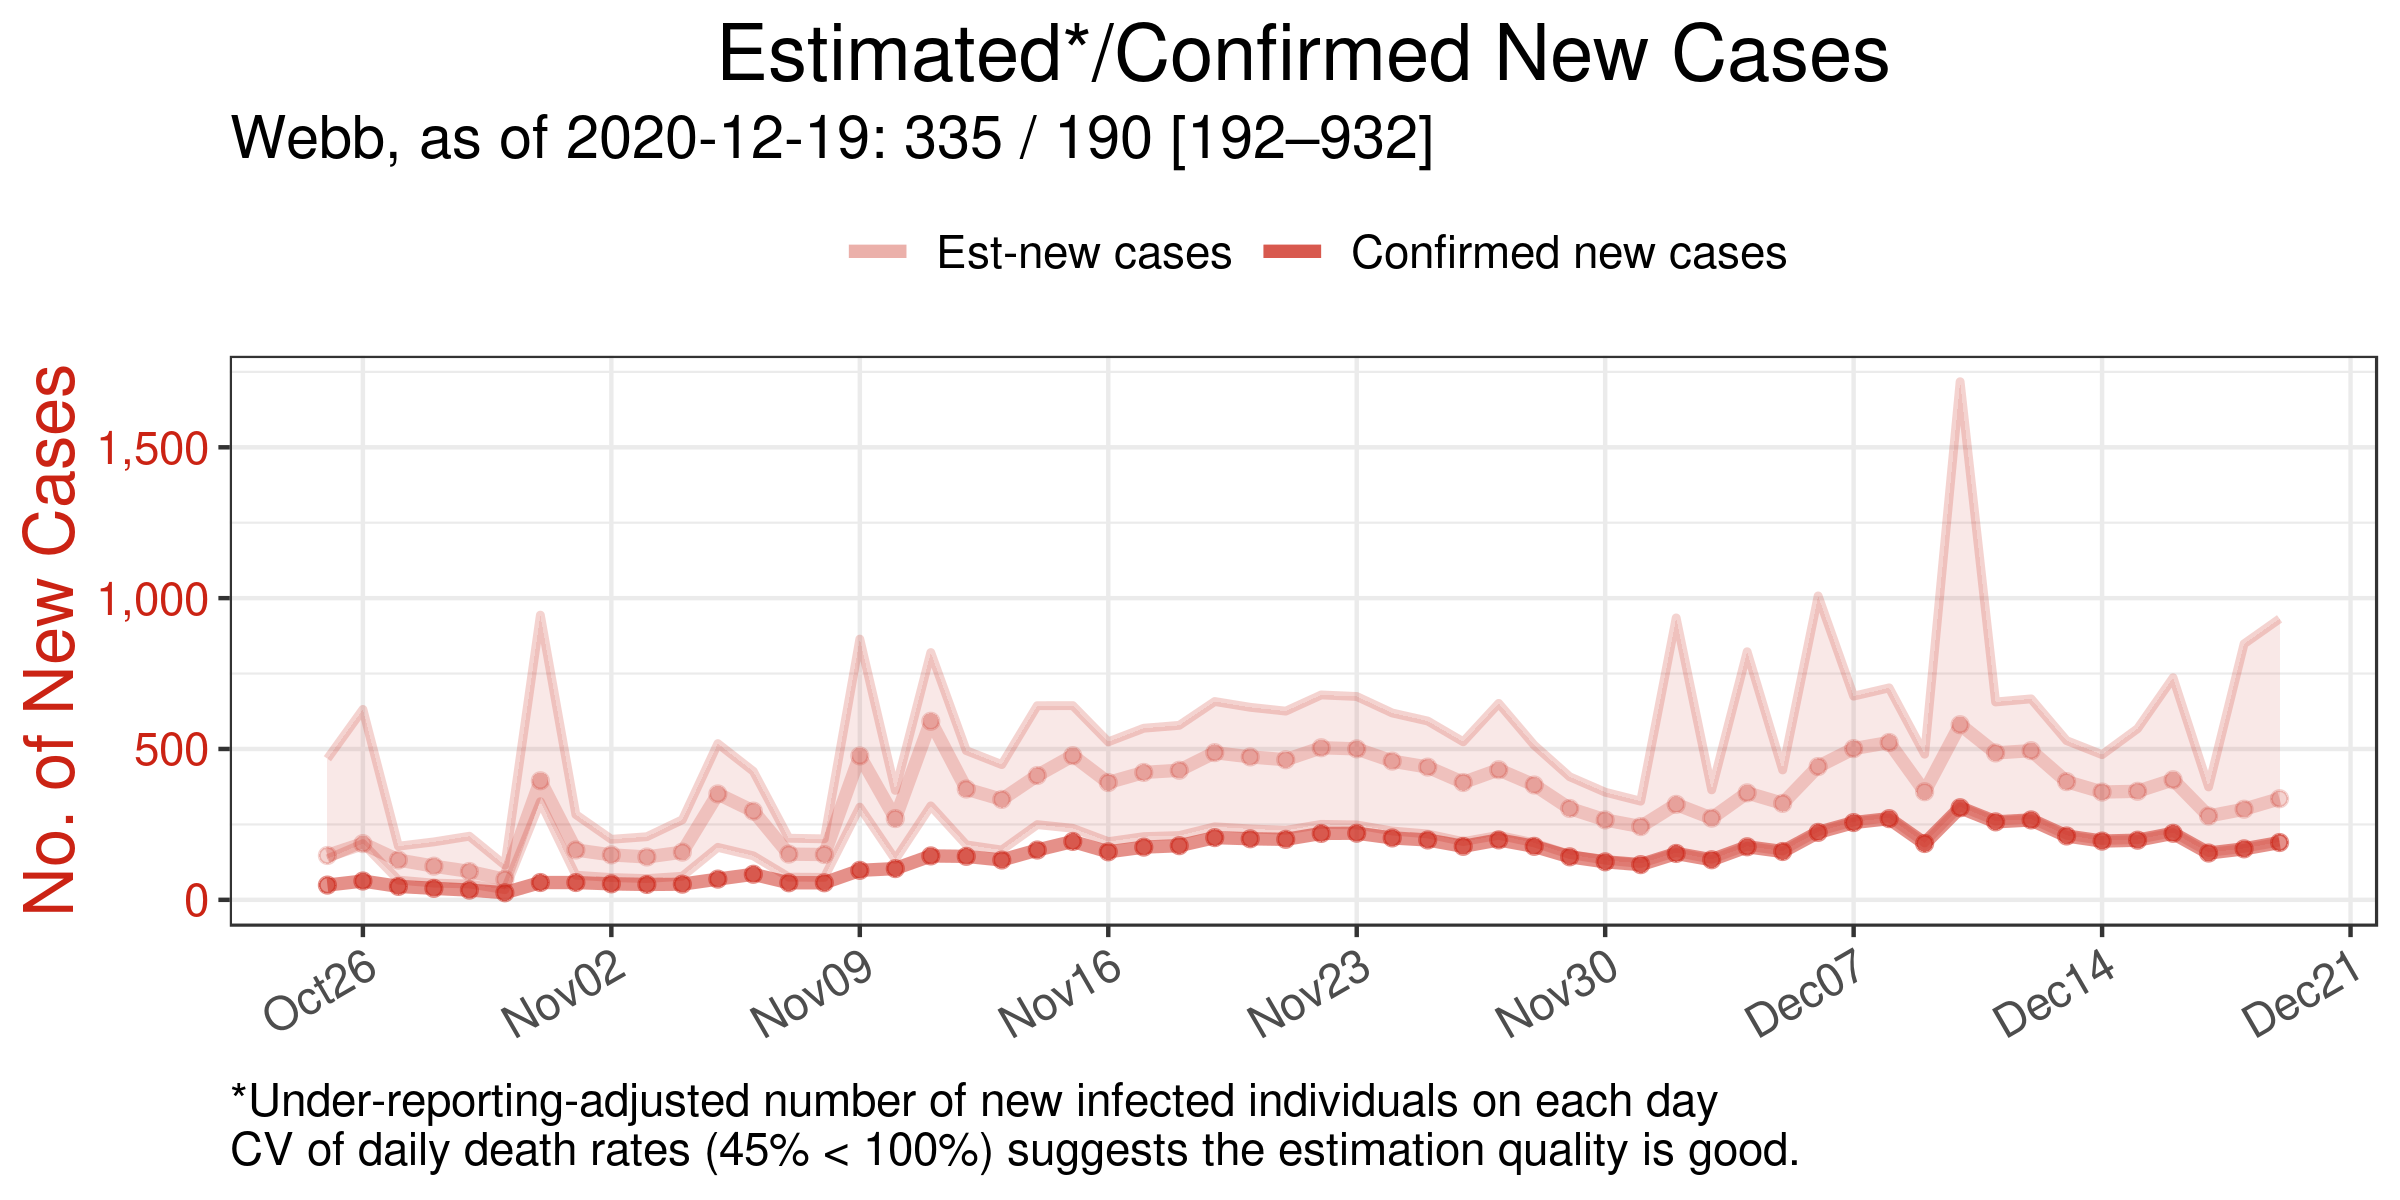 Estimated*/Confirmed New Cases
Webb, as of 2020-12-19: 335 / 190 [192–932]
Est-new cases Confirmed new cases
No. of New Cases
1,500
1,000
500
0
Oct26 Nov02 Nov09 Nov16 Nov23 Nov30 Dec07 Dec14 Dec21
*Under-reporting-adjusted number of new infected individuals on each day
CV of daily death rates (45% < 100%) suggests the estimation quality is good.